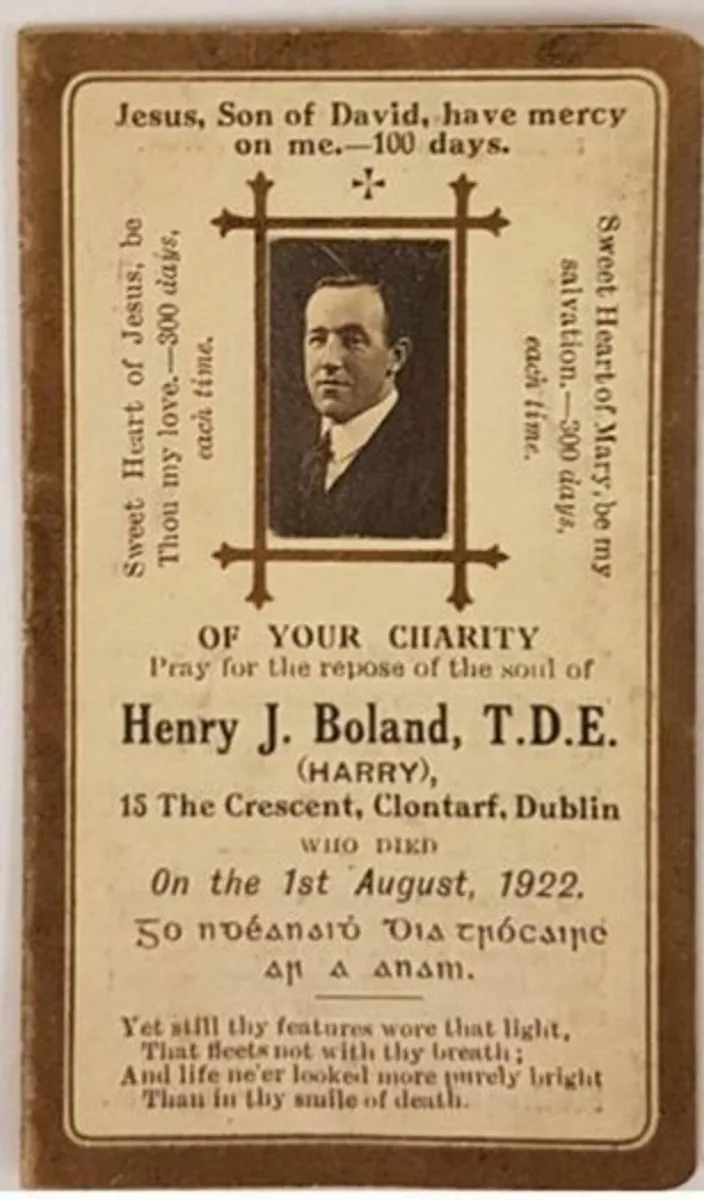 Jesus, Son of David, have mercy
on me.—100 days.
Sweet Heart of Jesus, be
Thou my love.—300 days,
each time.
Sweet Heart of Mary, be my
salvation.—300 days,
each time.
OF YOUR CHARITY
Pray for the repose of the soul of
Henry J. Boland, T.D.E.
(HARRY),
15 The Crescent, Clontarf, Dublin
WHO DIED
On the 1st August, 1922.
Go ndéanaiḋ Dia trócaire
ar a anam.
Yet still thy features wore that light,
That fleets not with thy breath;
And life ne'er looked more purely bright
Than in thy smile of death.